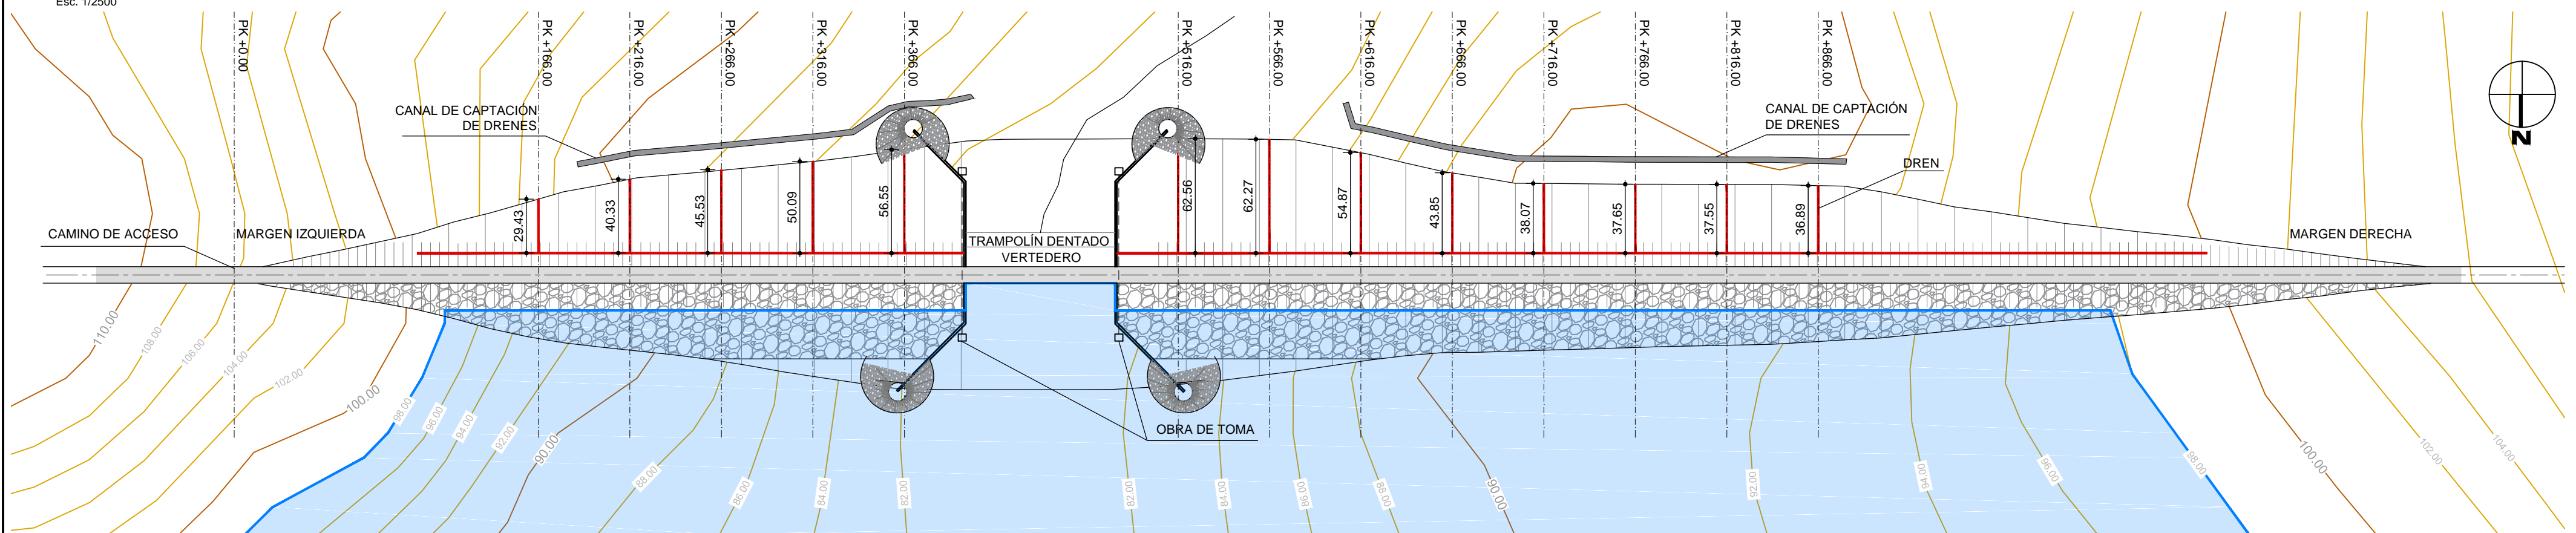 Esc. 1/2500
PK +0.00
PK +166.00
PK +216.00
PK +266.00
PK +316.00
PK +366.00
PK +516.00
PK +566.00
PK +616.00
PK +666.00
PK +716.00
PK +766.00
PK +816.00
PK +866.00
CANAL DE CAPTACIÓN
DE DRENES
CANAL DE CAPTACIÓN
DE DRENES
DREN
N
29.43
40.33
45.53
50.09
56.55
62.56
62.27
54.87
43.85
38.07
37.65
37.55
36.89
CAMINO DE ACCESO
MARGEN IZQUIERDA
TRAMPOLÍN DENTADO
VERTEDERO
MARGEN DERECHA
110.00
108.00
106.00
104.00
102.00
100.00
98.00
96.00
94.00
92.00
90.00
88.00
86.00
84.00
82.00
OBRA DE TOMA
82.00
84.00
86.00
88.00
90.00
92.00
94.00
96.00
98.00
100.00
102.00
104.00